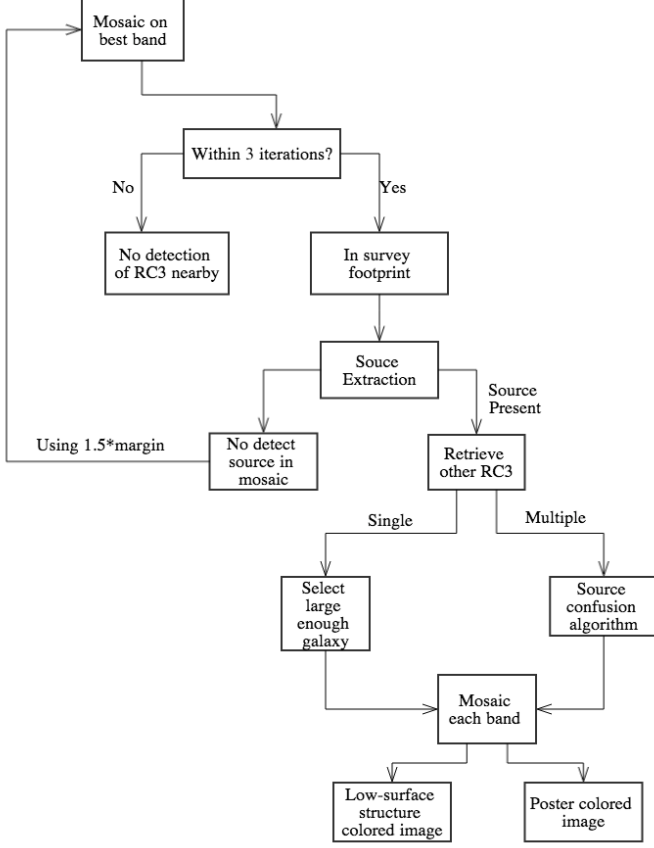 Mosaic on
best band
Within 3 iterations?
No
Yes
No detection
of RC3 nearby
In survey
footprint
Souce
Extraction
Source
Present
Using 1.5*margin
No detect
source in
mosaic
Retrieve
other RC3
Single
Multiple
Select
large
enough
galaxy
Source
confusion
algorithm
Mosaic
each band
Low-surface
structure
colored image
Poster colored
image